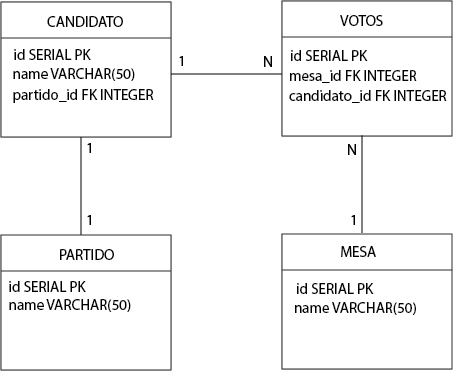 CANDIDATO
id SERIAL PK
name VARCHAR(50)
partido_id FK INTEGER
1
N
VOTOS
id SERIAL PK
mesa_id FK INTEGER
candidato_id FK INTEGER
1
1
N
1
PARTIDO
id SERIAL PK
name VARCHAR(50)
MESA
id SERIAL PK
name VARCHAR(50)